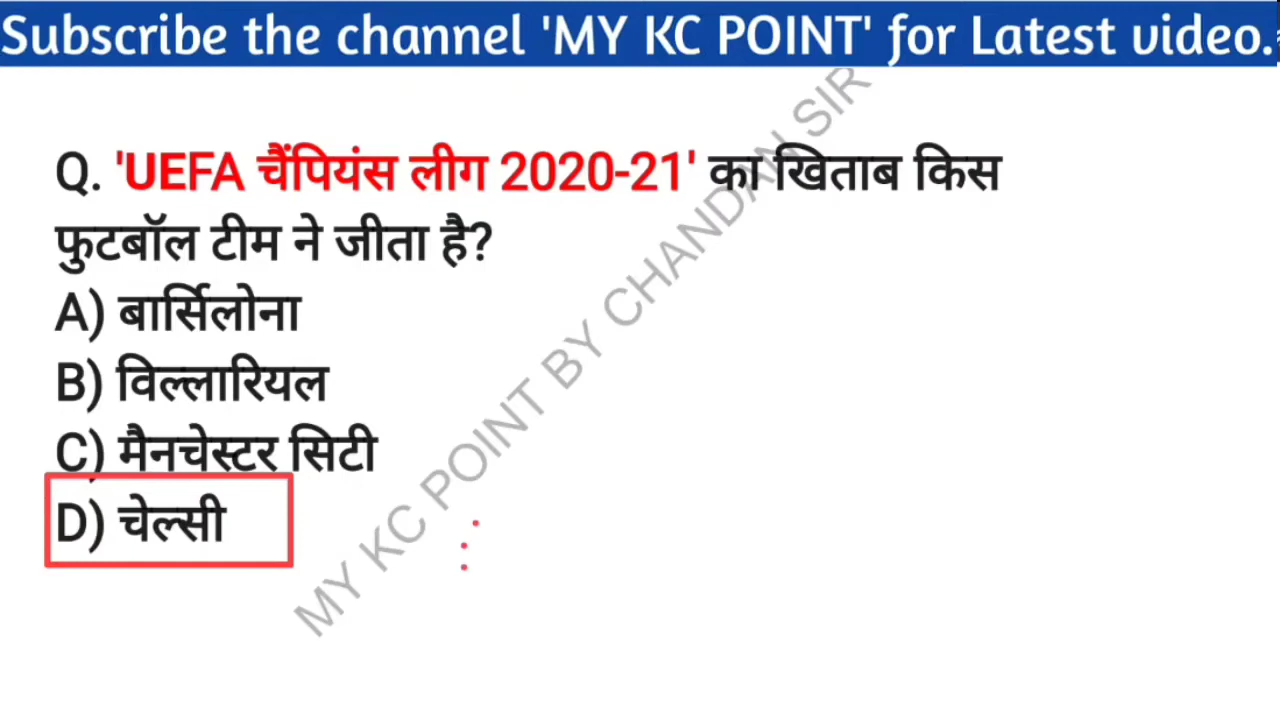 Subscribe the channel 'MY KC POINT' for Latest video.
Q. 'UEFA चैंपियंस लीग 2020-21' का खिताब किस
फुटबॉल टीम ने जीता है?
A) बार्सिलोना
B) विल्लारियल
C) मैनचेस्टर सिटी
D) चेल्सी
MY KC POINT BY CHANDAN SIR